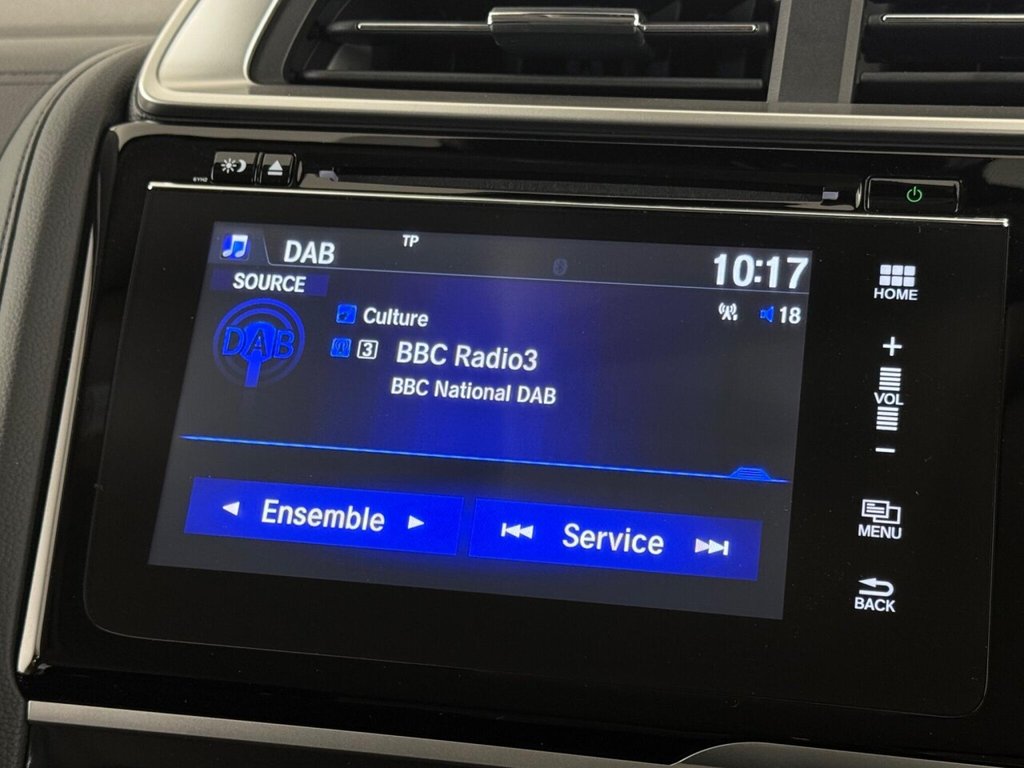 DAB
TP
10:17
SOURCE
18
DAB
Culture
3
BBC Radio3
BBC National DAB
Ensemble
Service
HOME
+
VOL
−
MENU
BACK